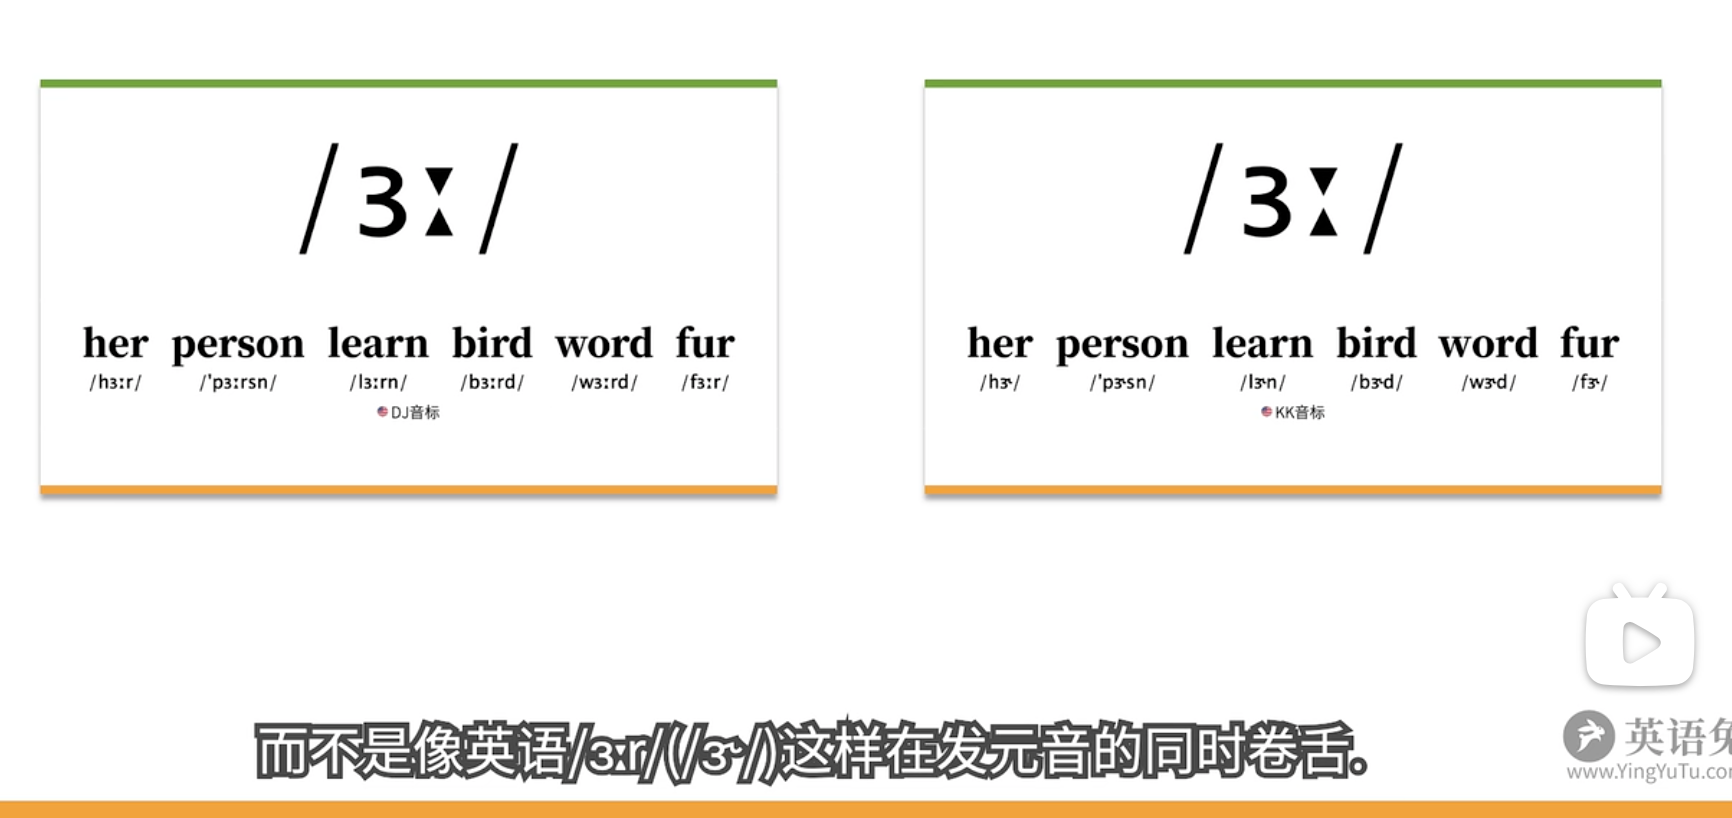 /ɜː/
her person learn bird word fur
/hɜːr/ /ˈpɜːrsn/ /lɜːrn/ /bɜːrd/ /wɜːrd/ /fɜːr/
🇺🇸DJ音标
/ɜː/
her person learn bird word fur
/hɝ/ /ˈpɝsn/ /lɝn/ /bɝd/ /wɝd/ /fɝ/
🇺🇸KK音标
而不是像英语/ɜːr/(/ɝ/)这样在发元音的同时卷舌。
英语兔
www.YingYuTu.com